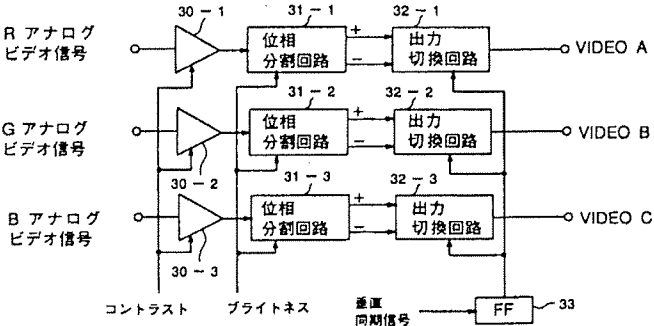 30-1
31-1
32-1
R アナログ
ビデオ信号
位相
分割回路
+
−
出力
切換回路
VIDEO A
31-2
32-2
G アナログ
ビデオ信号
30-2
位相
分割回路
+
−
出力
切換回路
VIDEO B
31-3
32-3
B アナログ
ビデオ信号
30-3
位相
分割回路
+
−
出力
切換回路
VIDEO C
コントラスト
ブライトネス
垂直
同期信号
FF
33